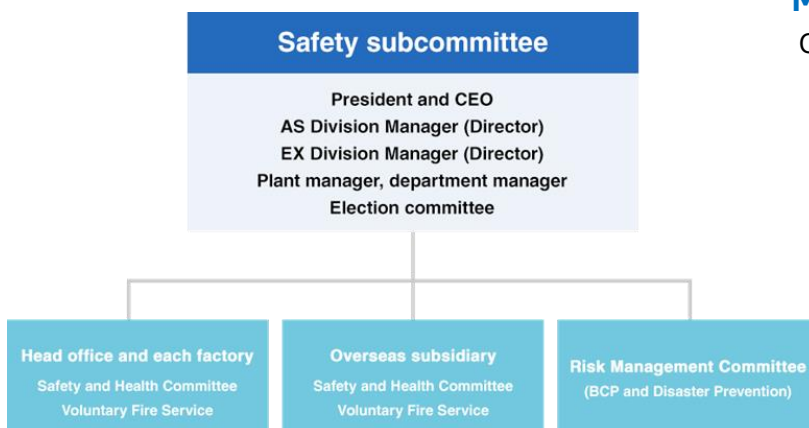 Safety subcommittee
President and CEO
AS Division Manager (Director)
EX Division Manager (Director)
Plant manager, department manager
Election committee
Head office and each factory
Safety and Health Committee
Voluntary Fire Service
Overseas subsidiary
Safety and Health Committee
Voluntary Fire Service
Risk Management Committee
(BCP and Disaster Prevention)